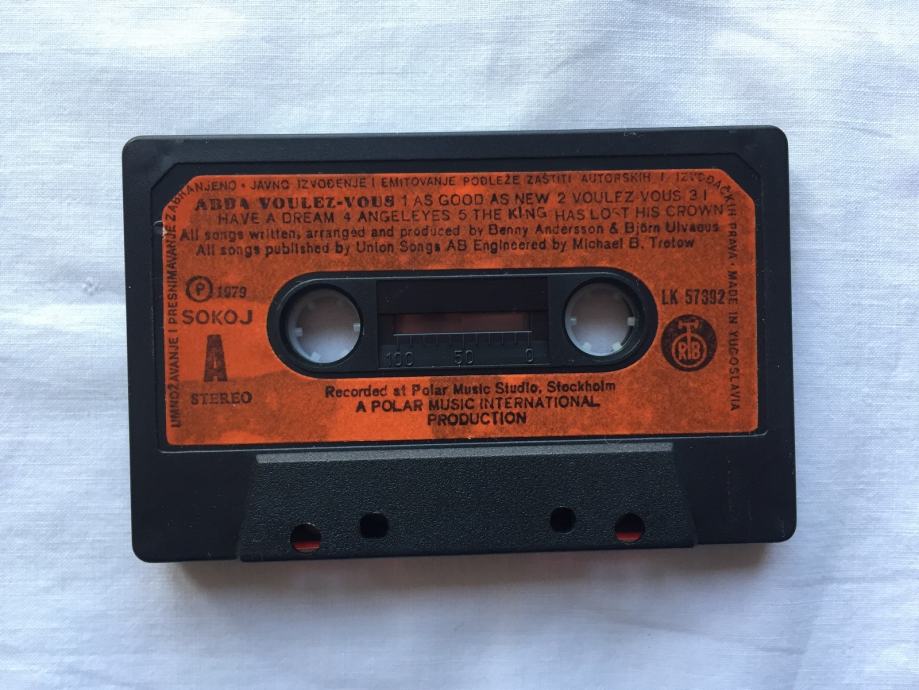 UMNOŽAVANJE I PRESNIMAVANJE ZABRANJENO • JAVNO IZVOĐENJE I EMITOVANJE PODLEŽE ZAŠTITI AUTORSKIH I IZVOĐAČKIH PRAVA • MADE IN YUGOSLAVIA
ABBA VOULEZ-VOUS 1 AS GOOD AS NEW 2 VOULEZ VOUS 3 I
HAVE A DREAM 4 ANGELEYES 5 THE KING HAS LOST HIS CROWN
All songs written, arranged and produced by Benny Andersson & Björn Ulvaeus
All songs published by Union Songs AB Engineered by Michael B. Tretow
Ⓟ 1979
SOKOJ
A
STEREO
LK 57392
RTB
100 50 0
Recorded at Polar Music Studio, Stockholm
A POLAR MUSIC INTERNATIONAL
PRODUCTION